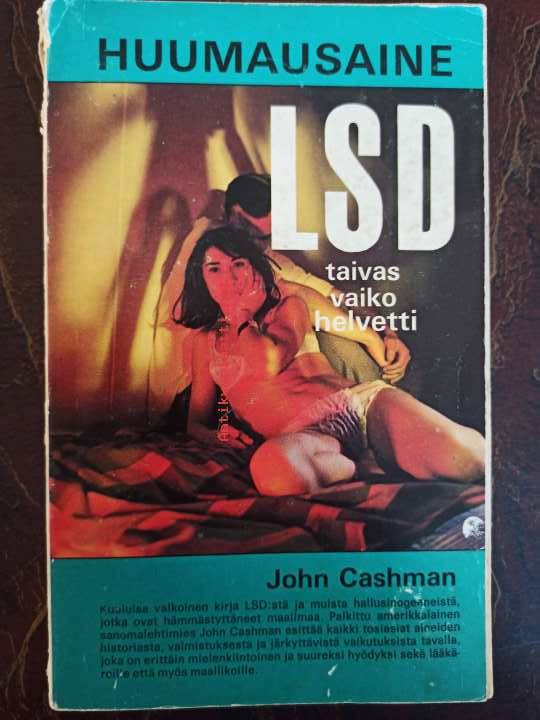 HUUMAUSAINE
LSD
taivas
vaiko
helvetti
John Cashman
Kuuluisa valkoinen kirja LSD:stä ja muista hallusinogeeneistä,
jotka ovat hämmästyttäneet maailmaa. Palkittu amerikkalainen
sanomalehtimies John Cashman esittää kaikki tosiasiat aineiden
historiasta, valmistuksesta ja järkyttävistä vaikutuksista tavalla,
joka on erittäin mielenkiintoinen ja suureksi hyödyksi sekä lääkä-
roille että myös maallikoille.